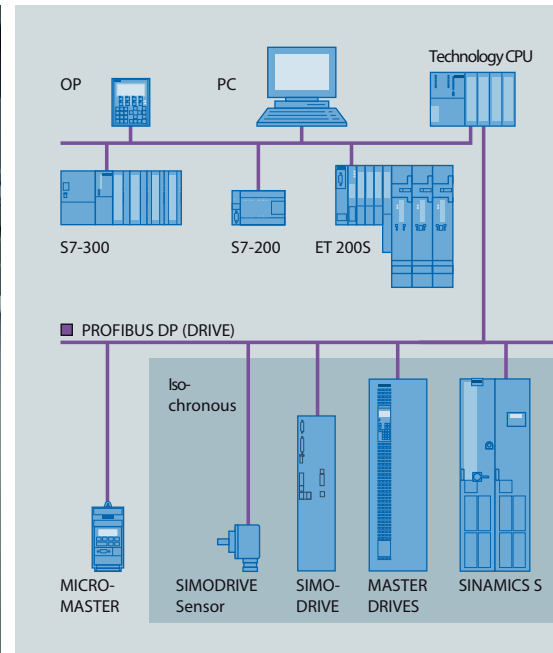 OP
PC
Technology CPU
S7-300
S7-200
ET 200S
PROFIBUS DP (DRIVE)
Iso-
chronous
MICRO-
MASTER
SIMODRIVE
Sensor
SIMO-
DRIVE
MASTER
DRIVES
SINAMICS S